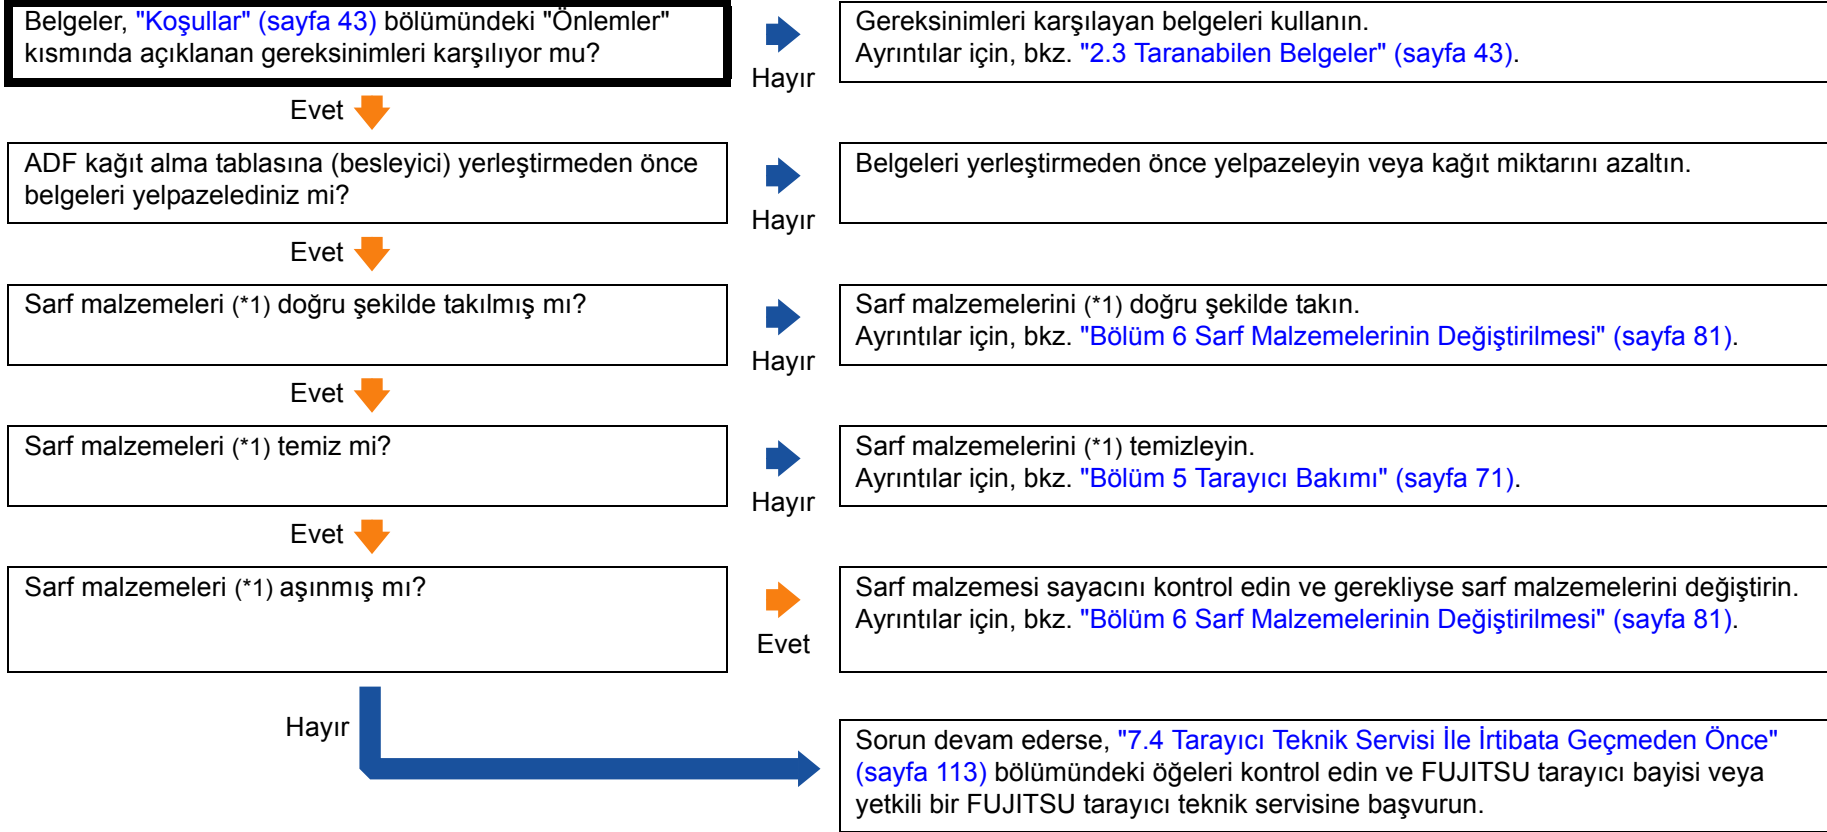 Belgeler, "Koşullar" (sayfa 43) bölümündeki "Önlemler"
kısmında açıklanan gereksinimleri karşılıyor mu?
Hayır
Gereksinimleri karşılayan belgeleri kullanın.
Ayrıntılar için, bkz. "2.3 Taranabilen Belgeler" (sayfa 43).
Evet
ADF kağıt alma tablasına (besleyici) yerleştirmeden önce
belgeleri yelpazelediniz mi?
Hayır
Belgeleri yerleştirmeden önce yelpazeleyin veya kağıt miktarını azaltın.
Evet
Sarf malzemeleri (*1) doğru şekilde takılmış mı?
Hayır
Sarf malzemelerini (*1) doğru şekilde takın.
Ayrıntılar için, bkz. "Bölüm 6 Sarf Malzemelerinin Değiştirilmesi" (sayfa 81).
Evet
Sarf malzemeleri (*1) temiz mi?
Hayır
Sarf malzemelerini (*1) temizleyin.
Ayrıntılar için, bkz. "Bölüm 5 Tarayıcı Bakımı" (sayfa 71).
Evet
Sarf malzemeleri (*1) aşınmış mı?
Evet
Sarf malzemesi sayacını kontrol edin ve gerekliyse sarf malzemelerini değiştirin.
Ayrıntılar için, bkz. "Bölüm 6 Sarf Malzemelerinin Değiştirilmesi" (sayfa 81).
Hayır
Sorun devam ederse, "7.4 Tarayıcı Teknik Servisi İle İrtibata Geçmeden Önce"
(sayfa 113) bölümündeki öğeleri kontrol edin ve FUJITSU tarayıcı bayisi veya
yetkili bir FUJITSU tarayıcı teknik servisine başvurun.